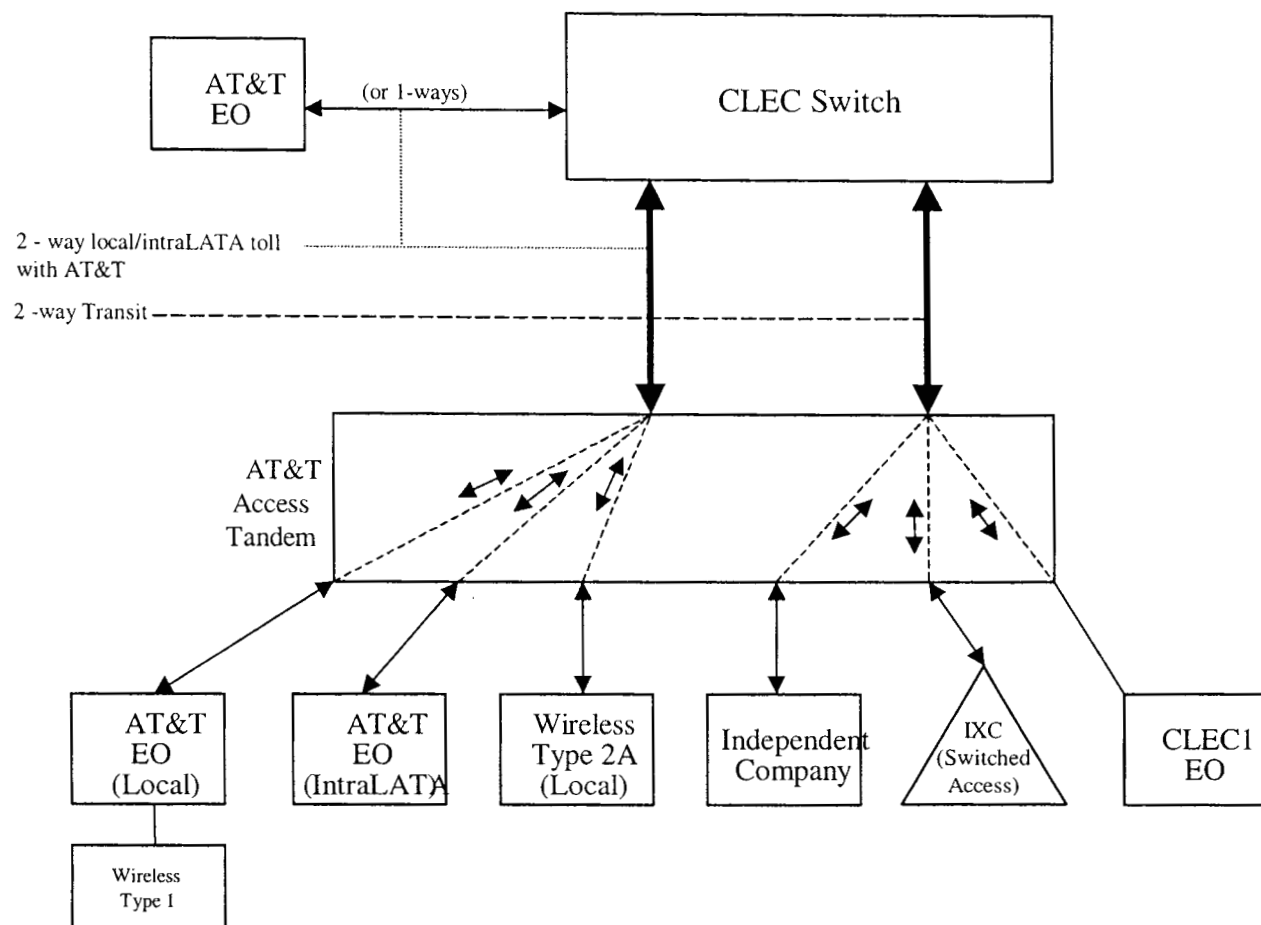 AT&T
EO
(or 1-ways)
CLEC Switch
2 - way local/intraLATA toll
with AT&T
2 -way Transit
AT&T
Access
Tandem
AT&T
EO
(Local)
AT&T
EO
(IntraLAT)A
Wireless
Type 2A
(Local)
Independent
Company
IXC
(Switched
Access)
CLEC1
EO
Wireless
Type 1